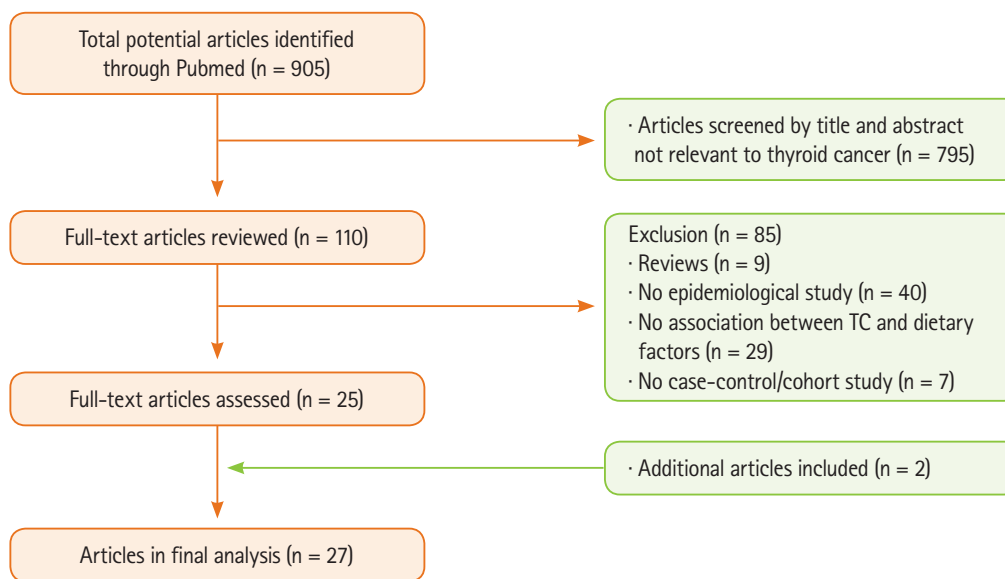 Total potential articles identified
through Pubmed (n = 905)
· Articles screened by title and abstract
not relevant to thyroid cancer (n = 795)
Full-text articles reviewed (n = 110)
Exclusion (n = 85)
· Reviews (n = 9)
· No epidemiological study (n = 40)
· No association between TC and dietary
factors (n = 29)
· No case-control/cohort study (n = 7)
Full-text articles assessed (n = 25)
· Additional articles included (n = 2)
Articles in final analysis (n = 27)